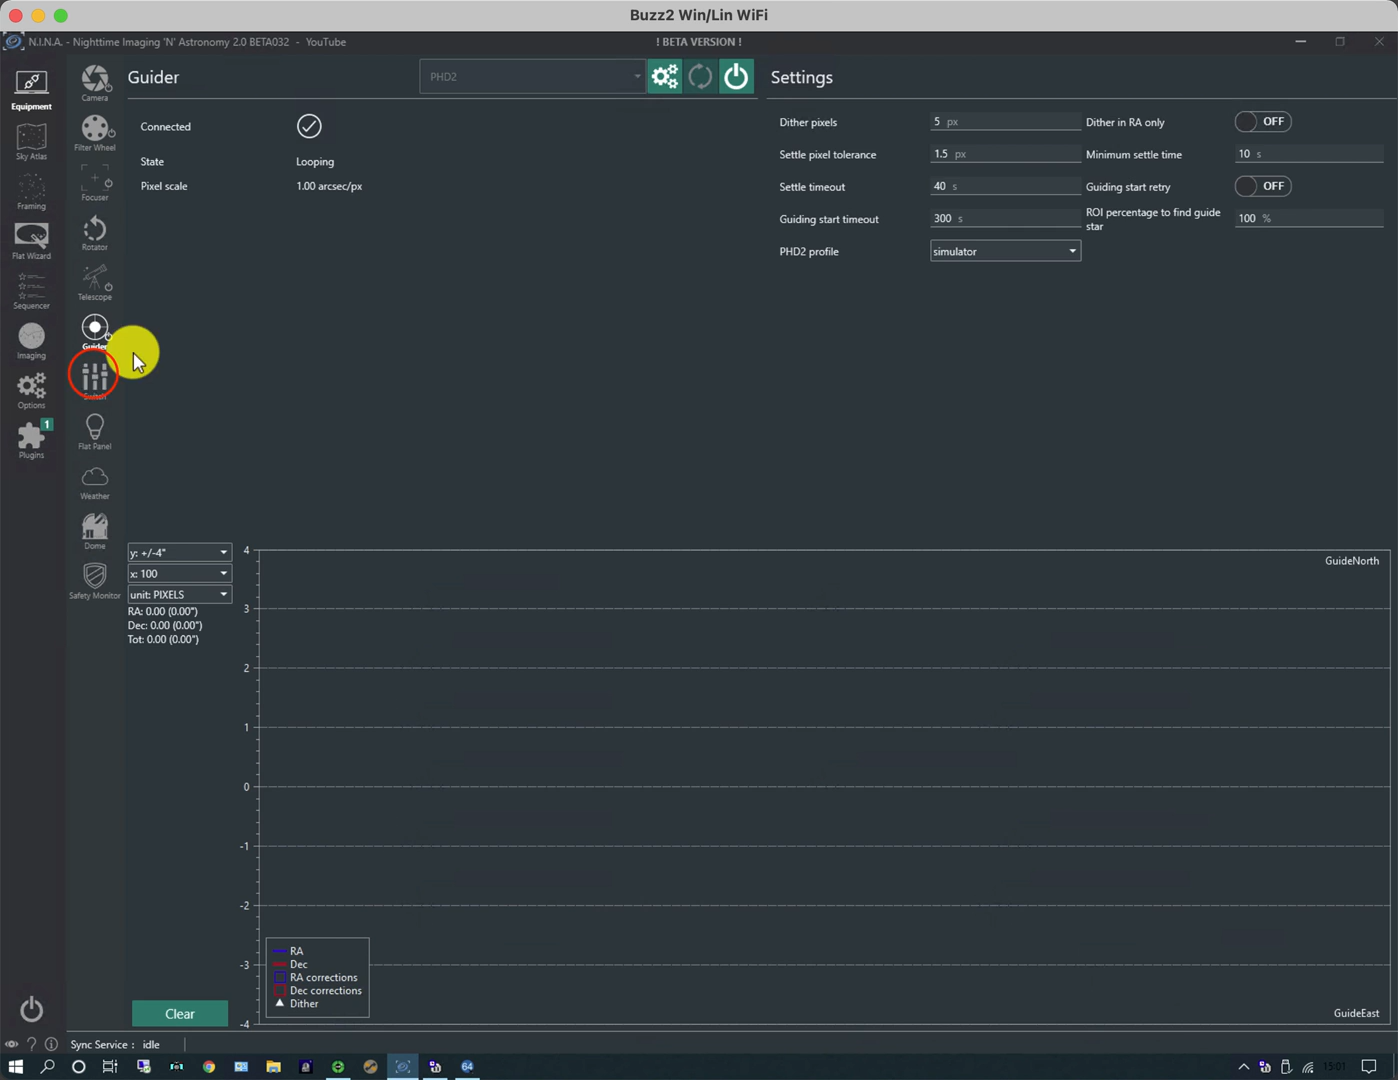 Buzz2 Win/Lin WiFi
N.I.N.A. - Nighttime Imaging 'N' Astronomy 2.0 BETA032 - YouTube
! BETA VERSION !
Equipment
Sky Atlas
Framing
Flat Wizard
Sequencer
Imaging
Options
1
Plugins
Camera
Filter Wheel
Focuser
Rotator
Telescope
Guider
Switch
Flat Panel
Weather
Dome
Safety Monitor
Guider
PHD2
Connected
State Looping
Pixel scale 1.00 arcsec/px
Settings
Dither pixels 5 px Dither in RA only OFF
Settle pixel tolerance 1.5 px Minimum settle time 10 s
Settle timeout 40 s Guiding start retry OFF
Guiding start timeout 300 s ROI percentage to find guide star 100 %
PHD2 profile simulator
y: +/-4"
x: 100
unit: PIXELS
RA: 0.00 (0.00")
Dec: 0.00 (0.00")
Tot: 0.00 (0.00")
4
3
2
1
0
-1
-2
-3
-4
GuideNorth
GuideEast
RA
Dec
RA corrections
Dec corrections
Dither
Clear
Sync Service : idle
64
15:01